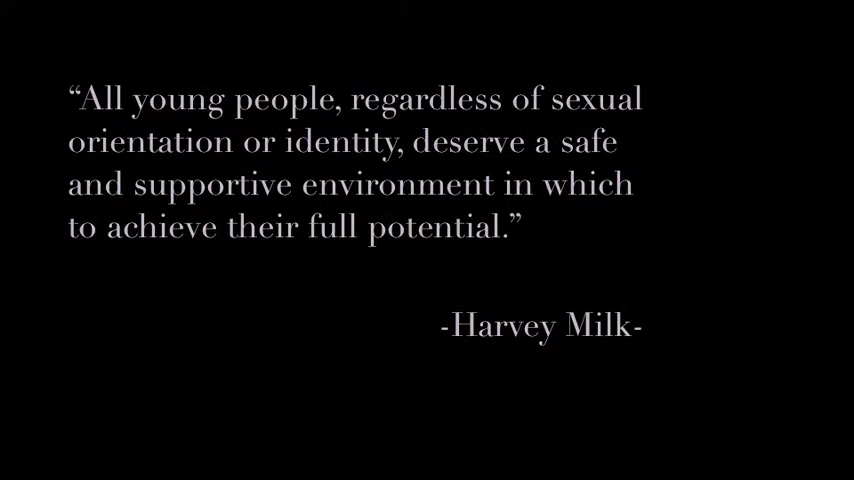 “All young people, regardless of sexual
orientation or identity, deserve a safe
and supportive environment in which
to achieve their full potential.”
-Harvey Milk-